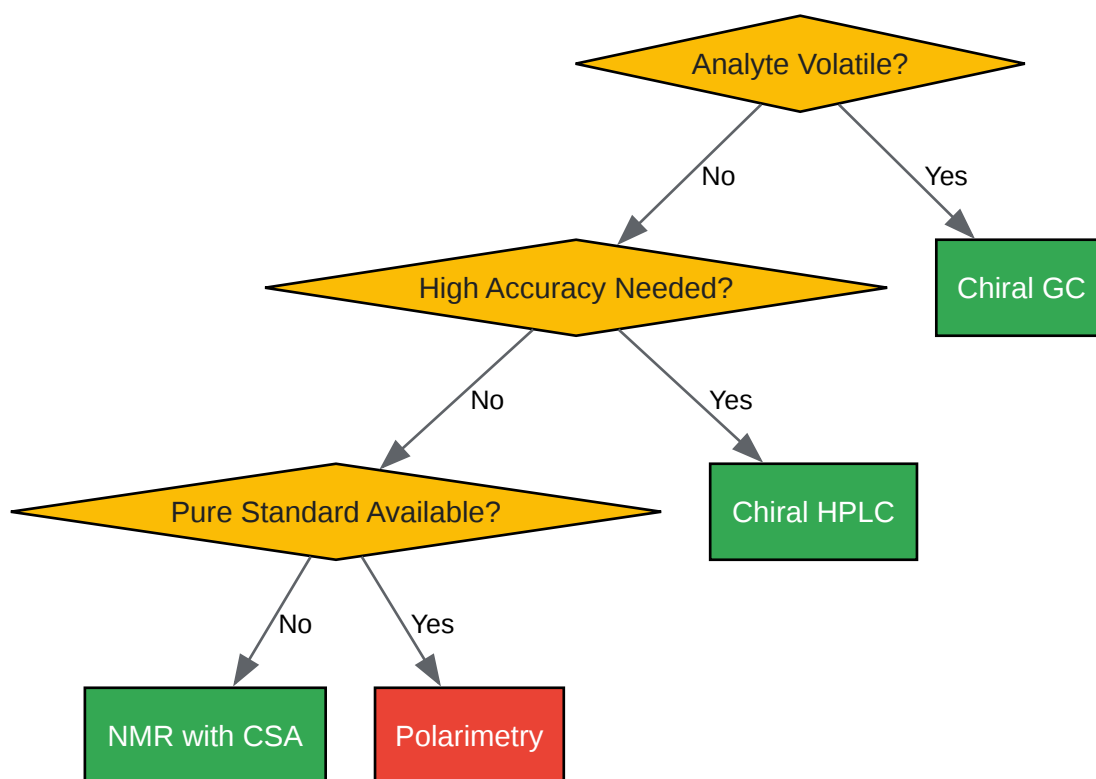 Analyte Volatile?
No
Yes
High Accuracy Needed?
Chiral GC
No
Yes
Pure Standard Available?
Chiral HPLC
No
Yes
NMR with CSA
Polarimetry